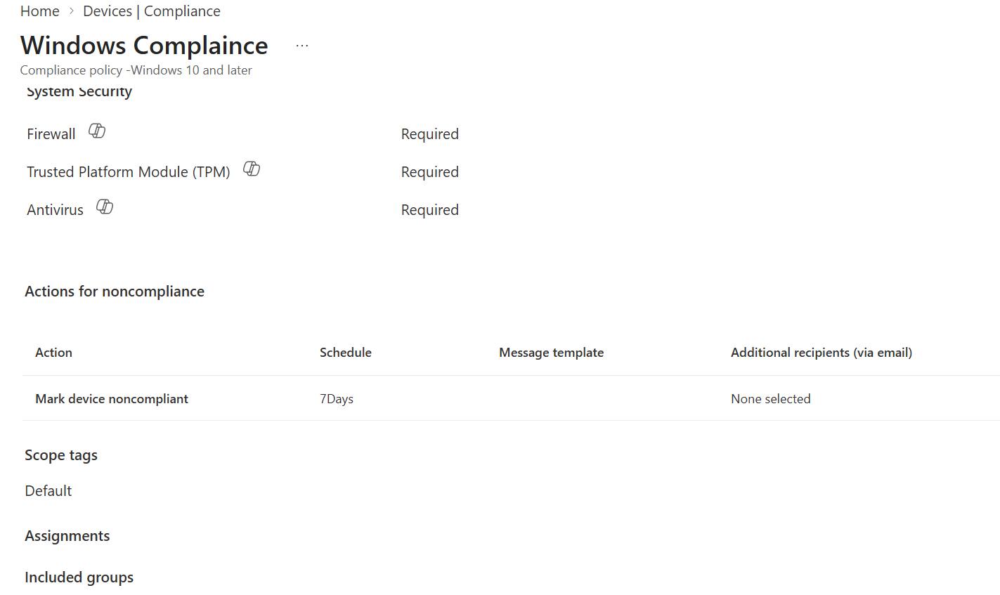 Home > Devices | Compliance
Windows Complaince ...
Compliance policy -Windows 10 and later
System Security
Firewall Required
Trusted Platform Module (TPM) Required
Antivirus Required
Actions for noncompliance
Action Schedule Message template Additional recipients (via email)
Mark device noncompliant 7Days None selected
Scope tags
Default
Assignments
Included groups